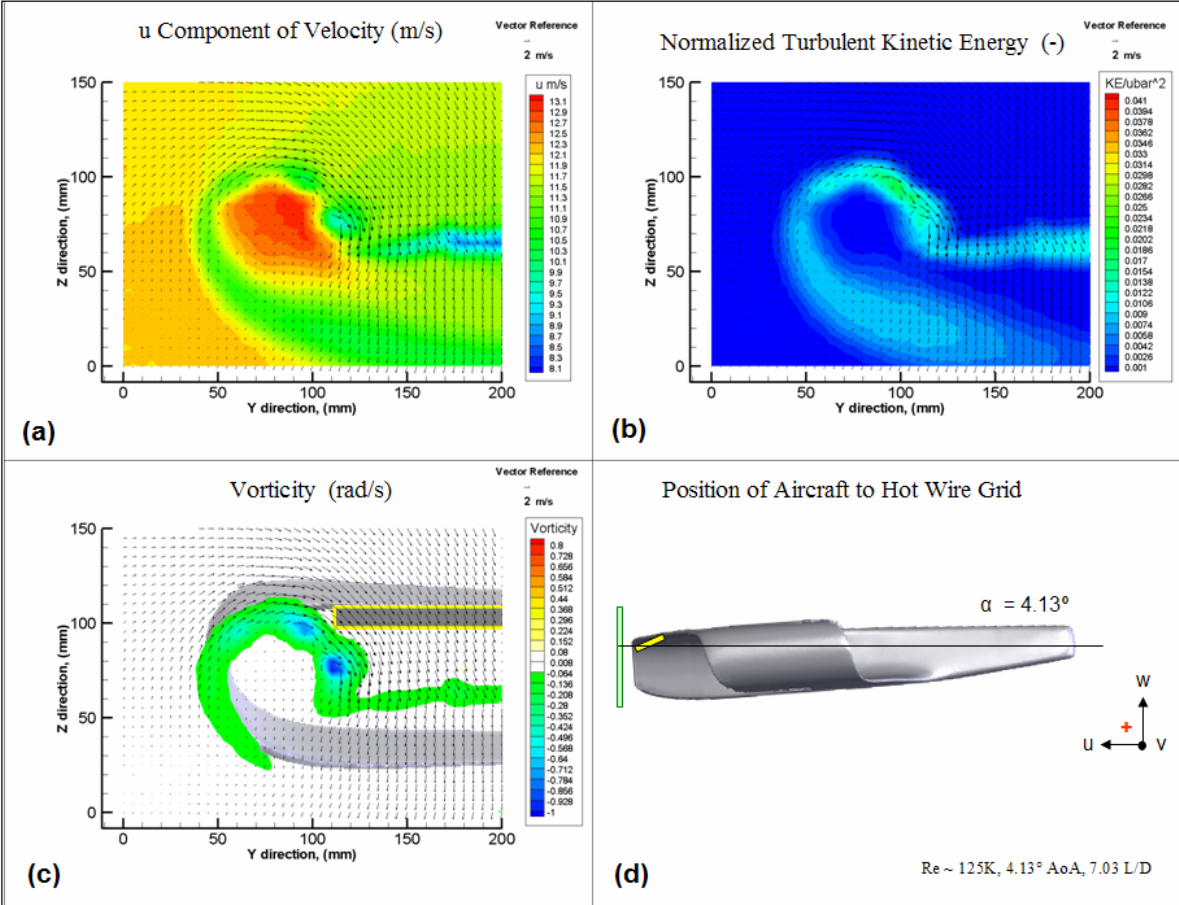 u Component of Velocity (m/s)
Vector Reference
2 m/s
u m/s
13.1
12.9
12.7
12.5
12.3
12.1
11.9
11.7
11.5
11.3
11.1
10.9
10.7
10.5
10.3
10.1
9.9
9.7
9.5
9.3
9.1
8.9
8.7
8.5
8.3
8.1
150
100
50
0
Z direction, (mm)
0 50 100 150 200
Y direction, (mm)
(a)
Normalized Turbulent Kinetic Energy (-)
Vector Reference
2 m/s
KE/ubar^2
0.041
0.0394
0.0378
0.0362
0.0346
0.033
0.0314
0.0298
0.0282
0.0266
0.025
0.0234
0.0218
0.0202
0.0186
0.017
0.0154
0.0138
0.0122
0.0106
0.009
0.0074
0.0058
0.0042
0.0026
0.001
150
100
50
0
Z direction, (mm)
0 50 100 150 200
Y direction, (mm)
(b)
Vorticity (rad/s)
Vector Reference
2 m/s
Vorticity
0.8
0.728
0.656
0.584
0.512
0.44
0.368
0.296
0.224
0.152
0.08
0.008
-0.064
-0.136
-0.208
-0.28
-0.352
-0.424
-0.496
-0.568
-0.64
-0.712
-0.784
-0.856
-0.928
-1
150
100
50
0
Z direction, (mm)
0 50 100 150 200
Y direction, (mm)
(c)
Position of Aircraft to Hot Wire Grid
α = 4.13º
w
+
u
v
Re ~ 125K, 4.13° AoA, 7.03 L/D
(d)